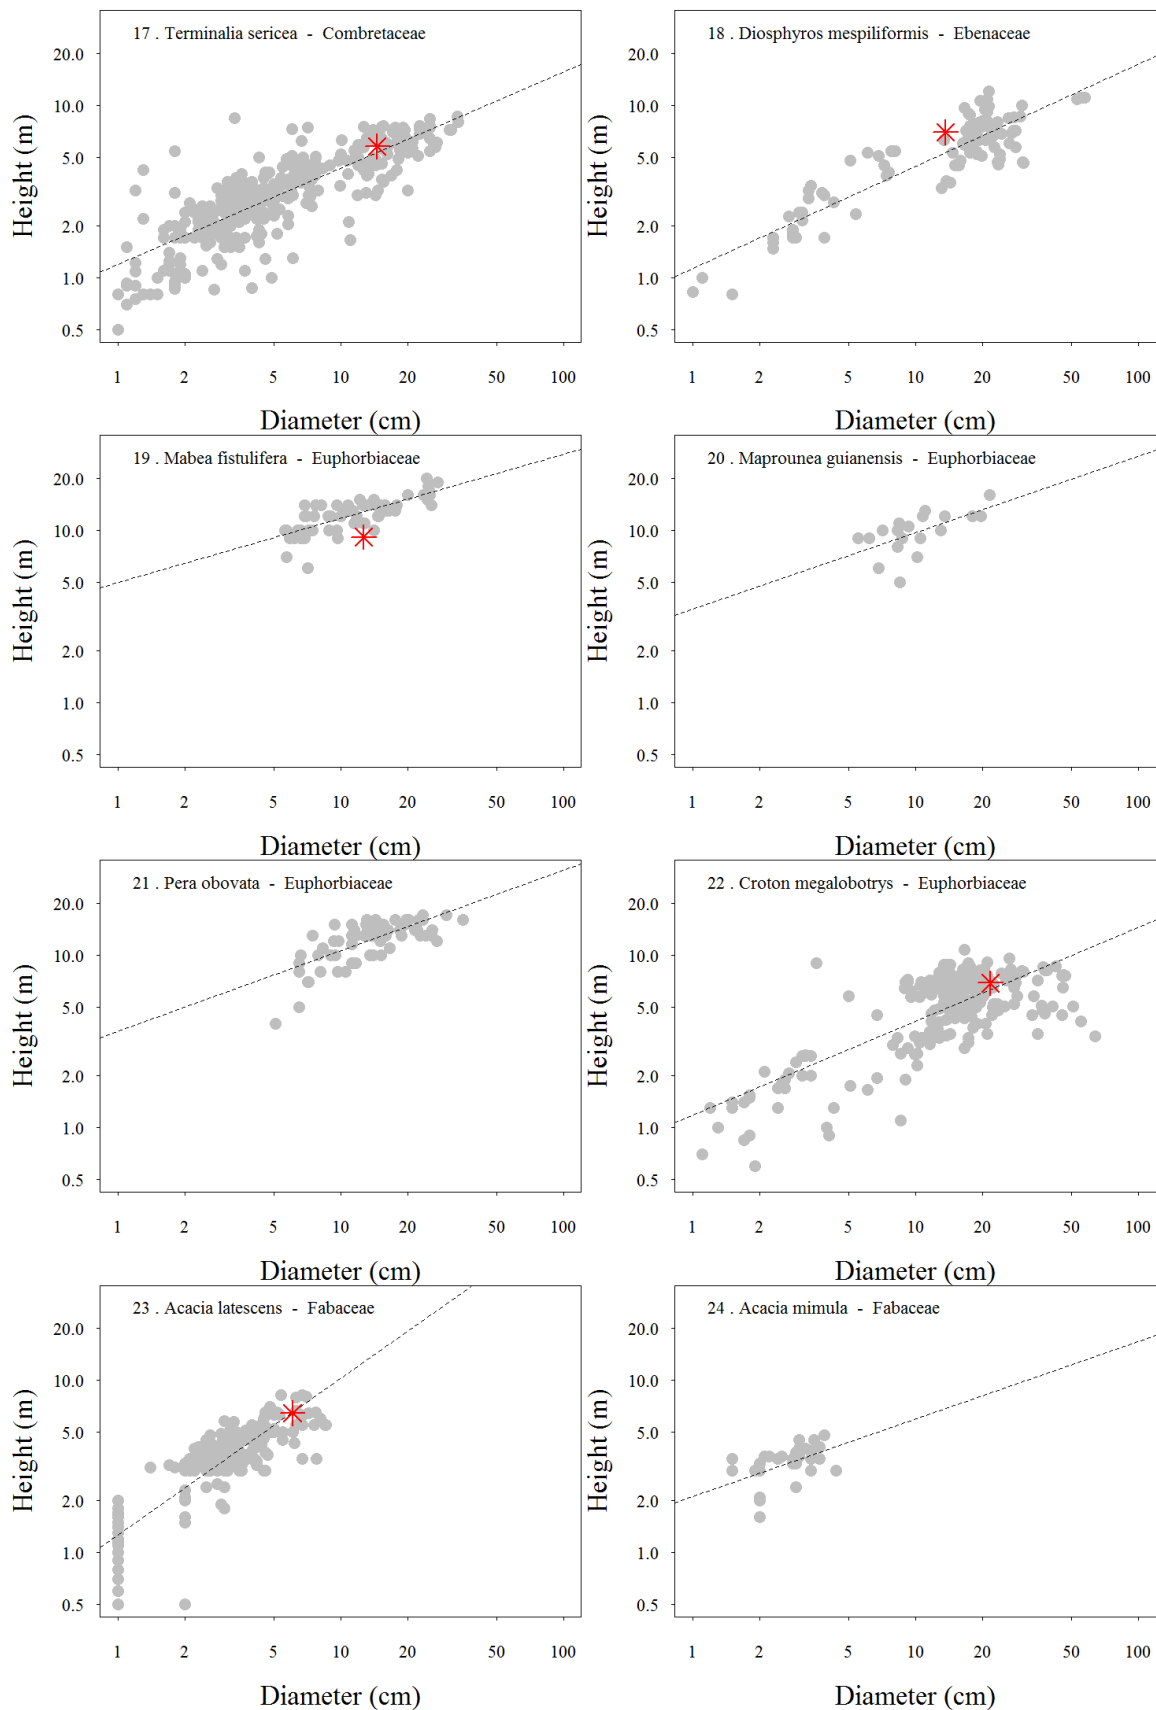 17 . Terminalia sericea - Combretaceae
Height (m)
20.0
10.0
5.0
2.0
1.0
0.5
1 2 5 10 20 50 100
Diameter (cm)
18 . Diosphyros mespiliformis - Ebenaceae
Height (m)
20.0
10.0
5.0
2.0
1.0
0.5
1 2 5 10 20 50 100
Diameter (cm)
19 . Mabea fistulifera - Euphorbiaceae
Height (m)
20.0
10.0
5.0
2.0
1.0
0.5
1 2 5 10 20 50 100
Diameter (cm)
20 . Maprounea guianensis - Euphorbiaceae
Height (m)
20.0
10.0
5.0
2.0
1.0
0.5
1 2 5 10 20 50 100
Diameter (cm)
21 . Pera obovata - Euphorbiaceae
Height (m)
20.0
10.0
5.0
2.0
1.0
0.5
1 2 5 10 20 50 100
Diameter (cm)
22 . Croton megalobotrys - Euphorbiaceae
Height (m)
20.0
10.0
5.0
2.0
1.0
0.5
1 2 5 10 20 50 100
Diameter (cm)
23 . Acacia latescens - Fabaceae
Height (m)
20.0
10.0
5.0
2.0
1.0
0.5
1 2 5 10 20 50 100
Diameter (cm)
24 . Acacia mimula - Fabaceae
Height (m)
20.0
10.0
5.0
2.0
1.0
0.5
1 2 5 10 20 50 100
Diameter (cm)